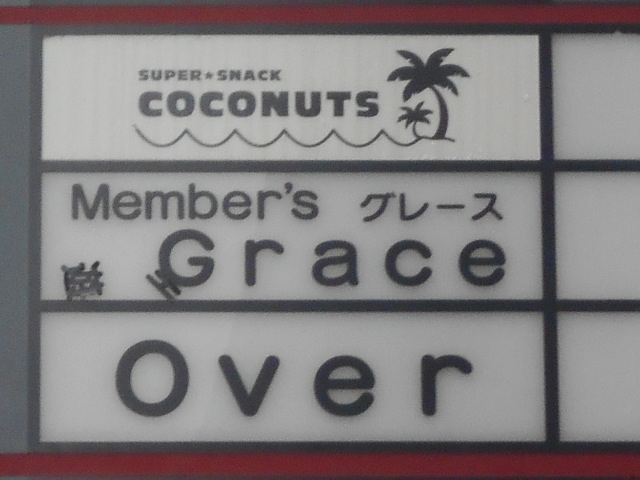 SUPER★SNACK
COCONUTS
Member's グレース
Grace
Over